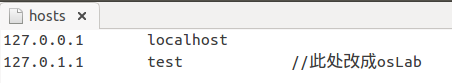 hosts
127.0.0.1 localhost
127.0.1.1 test //此处改成osLab